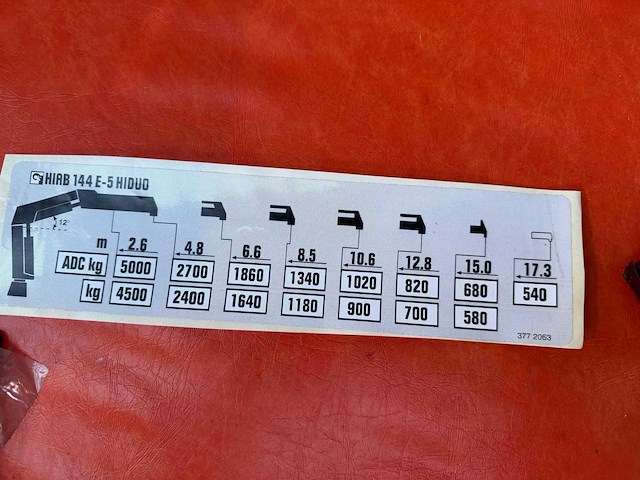 HIAB 144 E-5 HIDUO
12°
m 2.6 4.8 6.6 8.5 10.6 12.8 15.0 17.3
ADC kg 5000 2700 1860 1340 1020 820 680 540
kg 4500 2400 1640 1180 900 700 580
377 2063